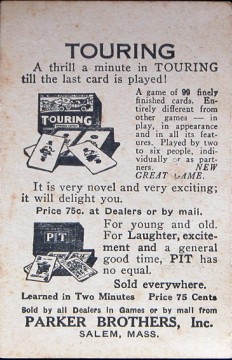 TOURING
A thrill a minute in TOURING
till the last card is played!
A game of 99 finely
finished cards. En-
tirely different from
other games — in
play, in appearance
and in all its feat-
ures. Played by two
to six people, indi-
vidually or as part-
ners. NEW
GREAT GAME.
TOURING
It is very novel and very exciting;
it will delight you.
Price 75c. at Dealers or by mail.
PIT
For young and old.
For Laughter, excite-
ment and a general
good time, PIT has
no equal.
Sold everywhere.
Learned in Two Minutes Price 75 Cents
Sold by all Dealers in Games or by mail from
PARKER BROTHERS, Inc.
SALEM, MASS.